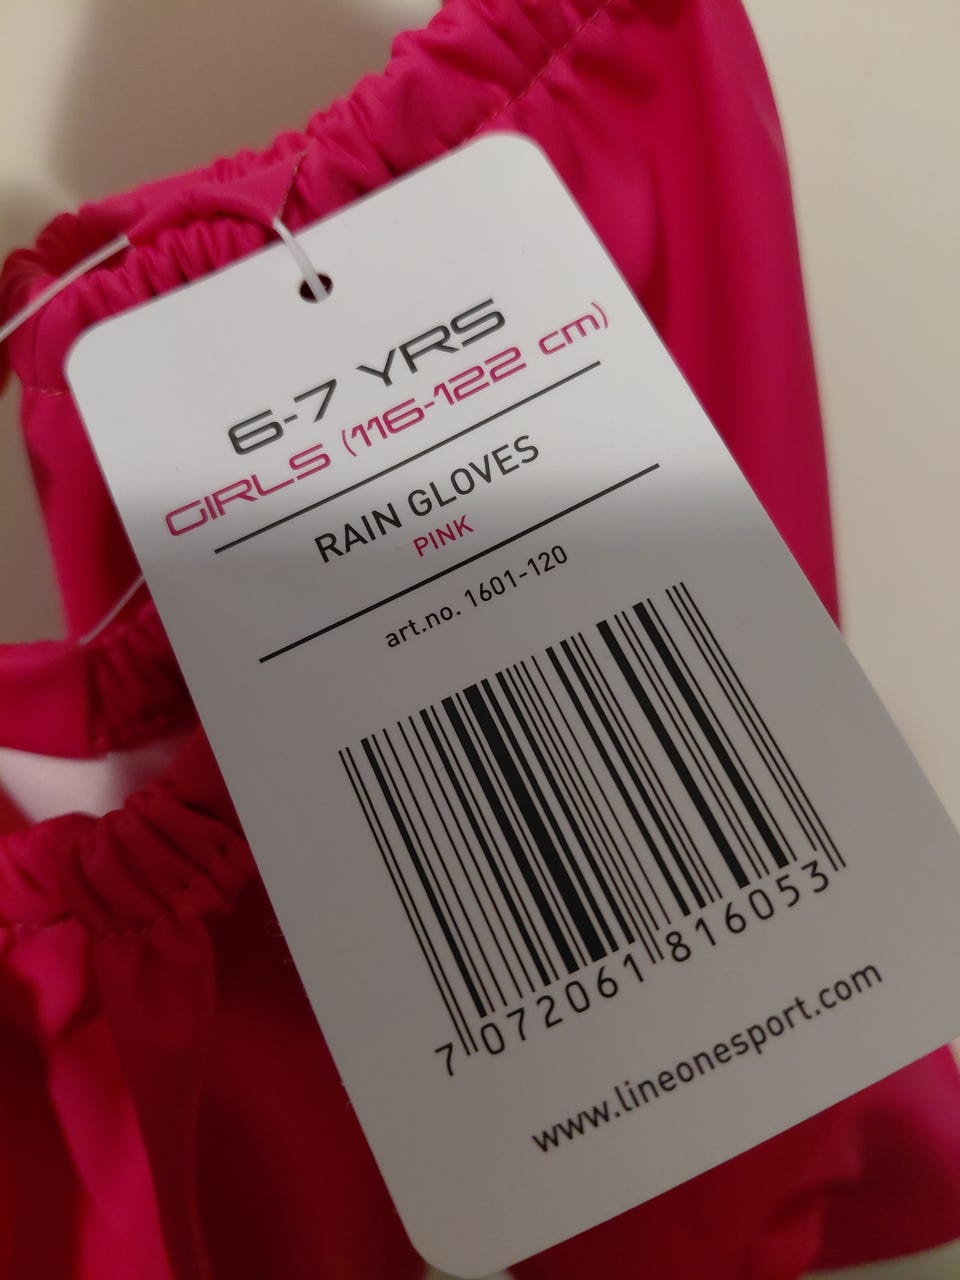 6-7 YRS
GIRLS (116-122 cm)
RAIN GLOVES
PINK
art.no. 1601-120
7 072061 816053
www.lineonesport.com